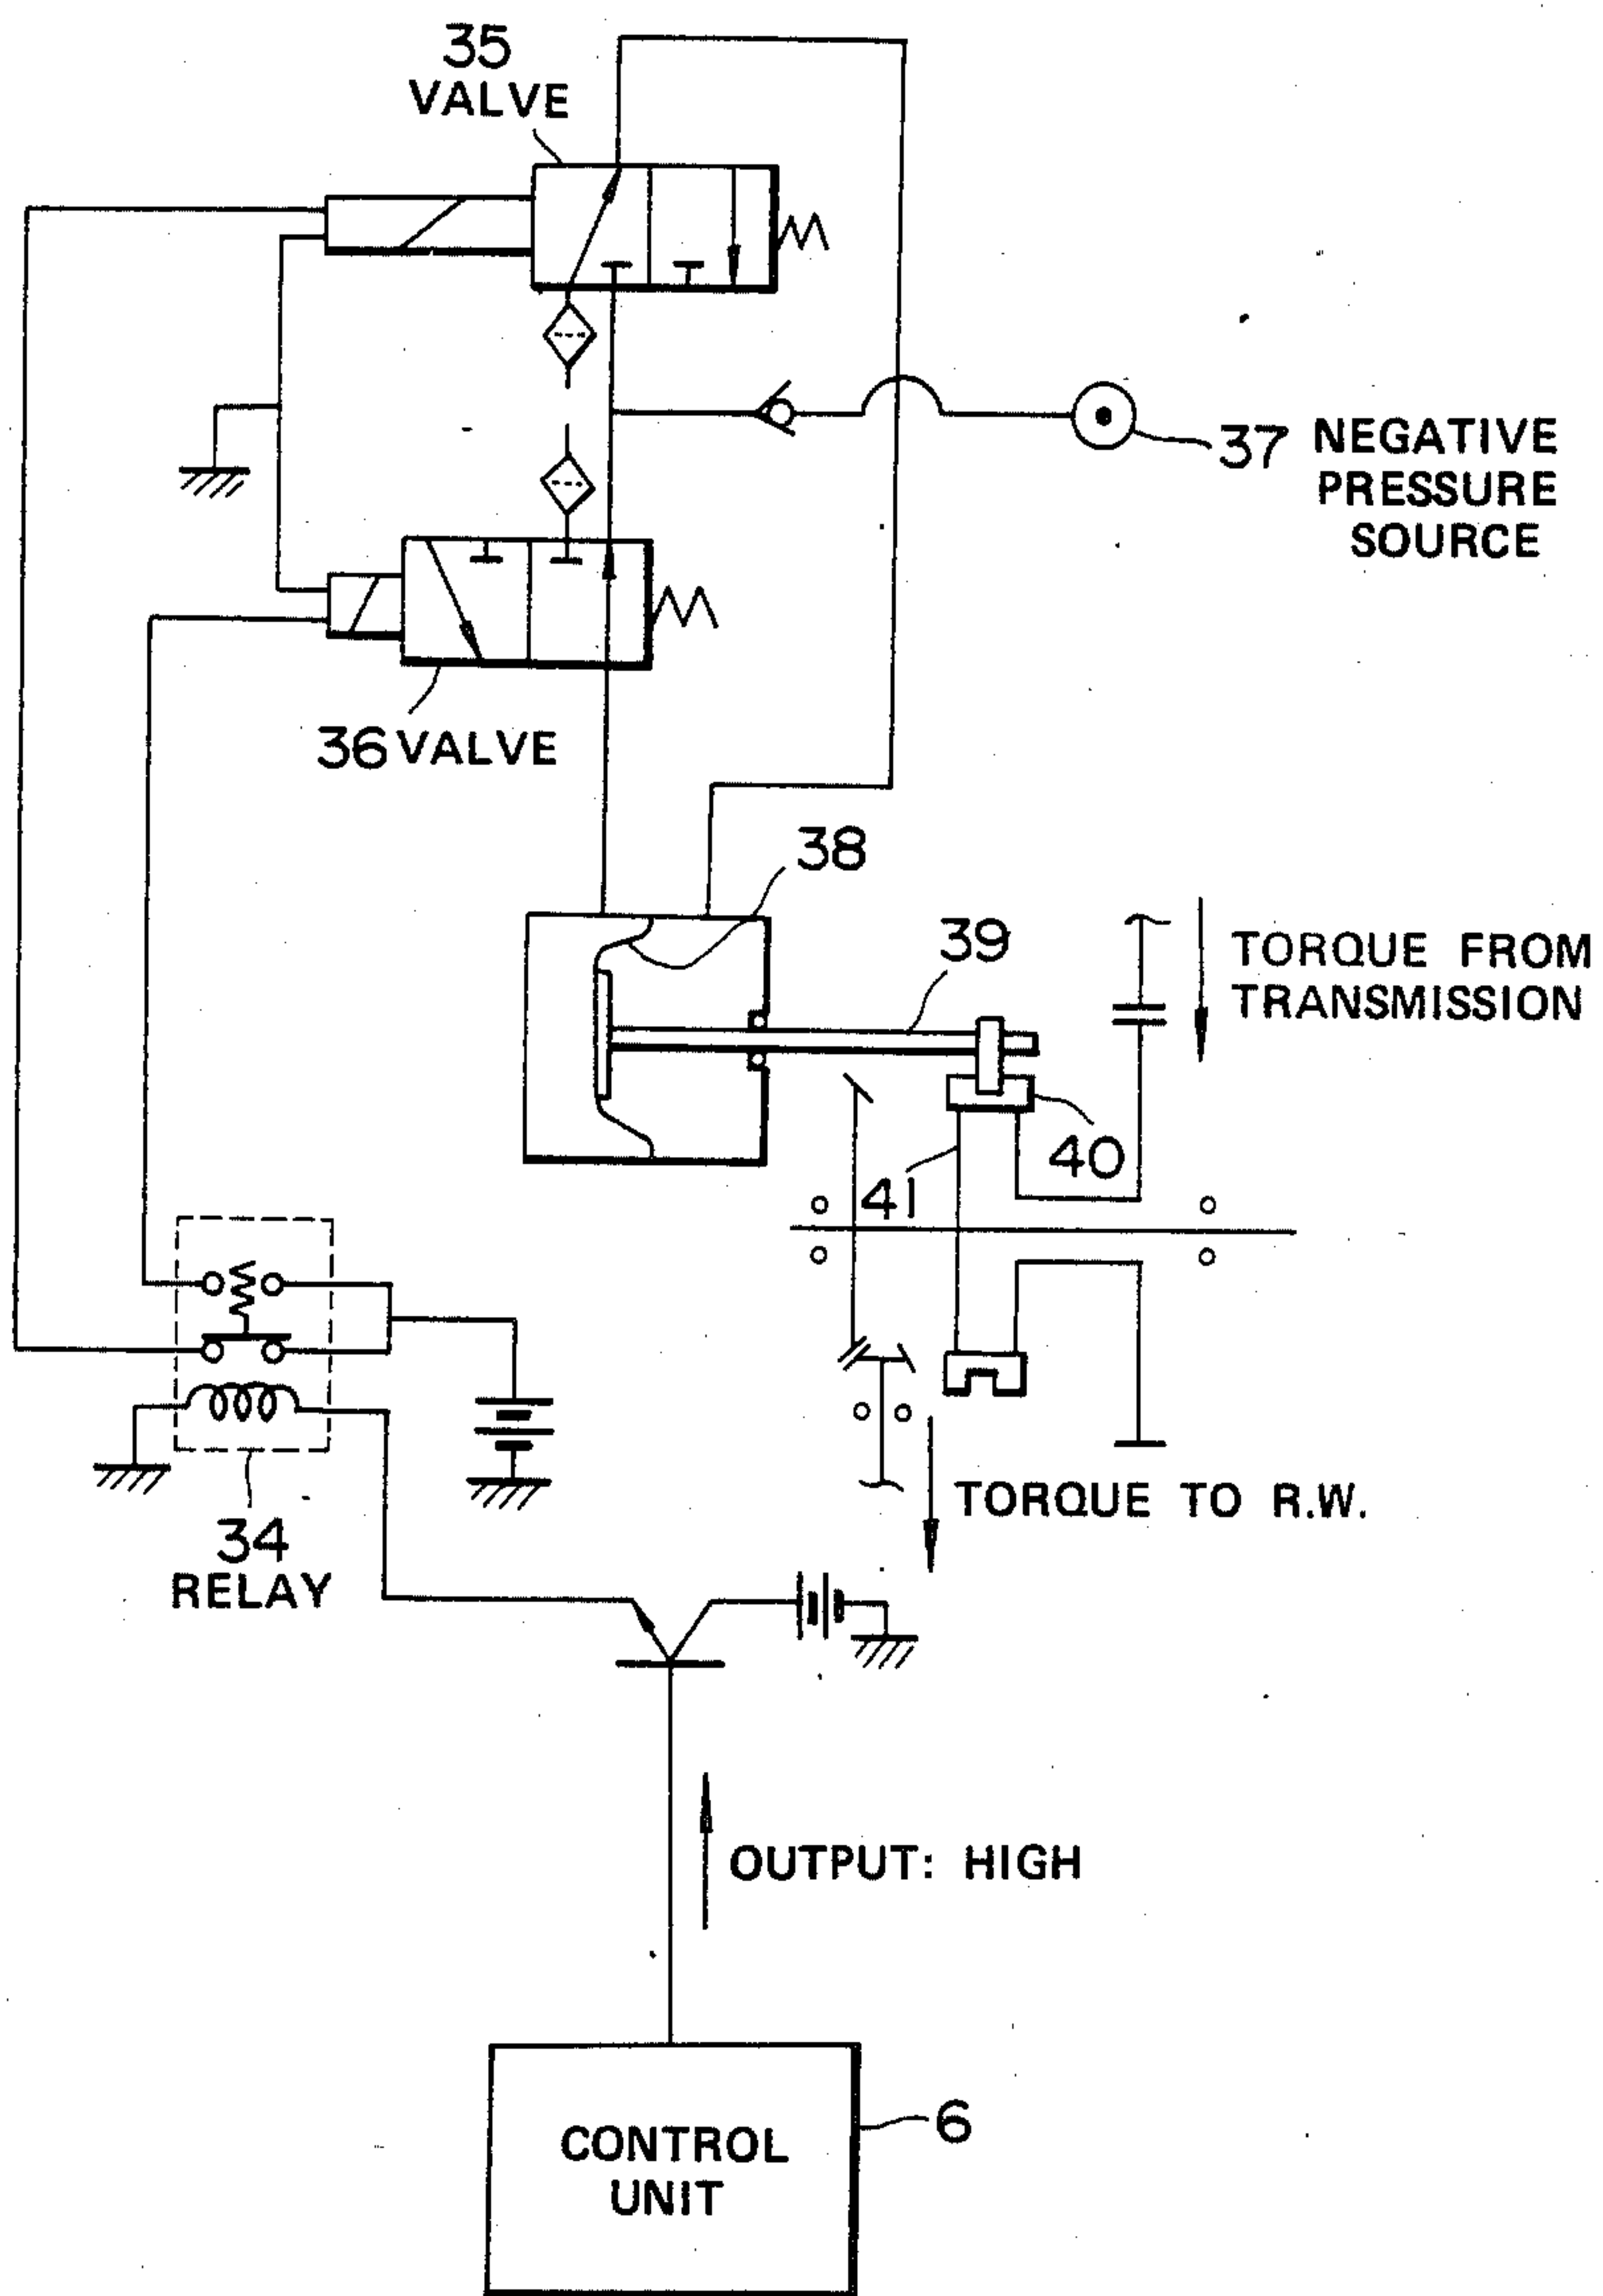 35
VALVE
37 NEGATIVE
PRESSURE
SOURCE
36 VALVE
38
39
TORQUE FROM
TRANSMISSION
40
41
34
RELAY
TORQUE TO R.W.
OUTPUT: HIGH
6
CONTROL
UNIT